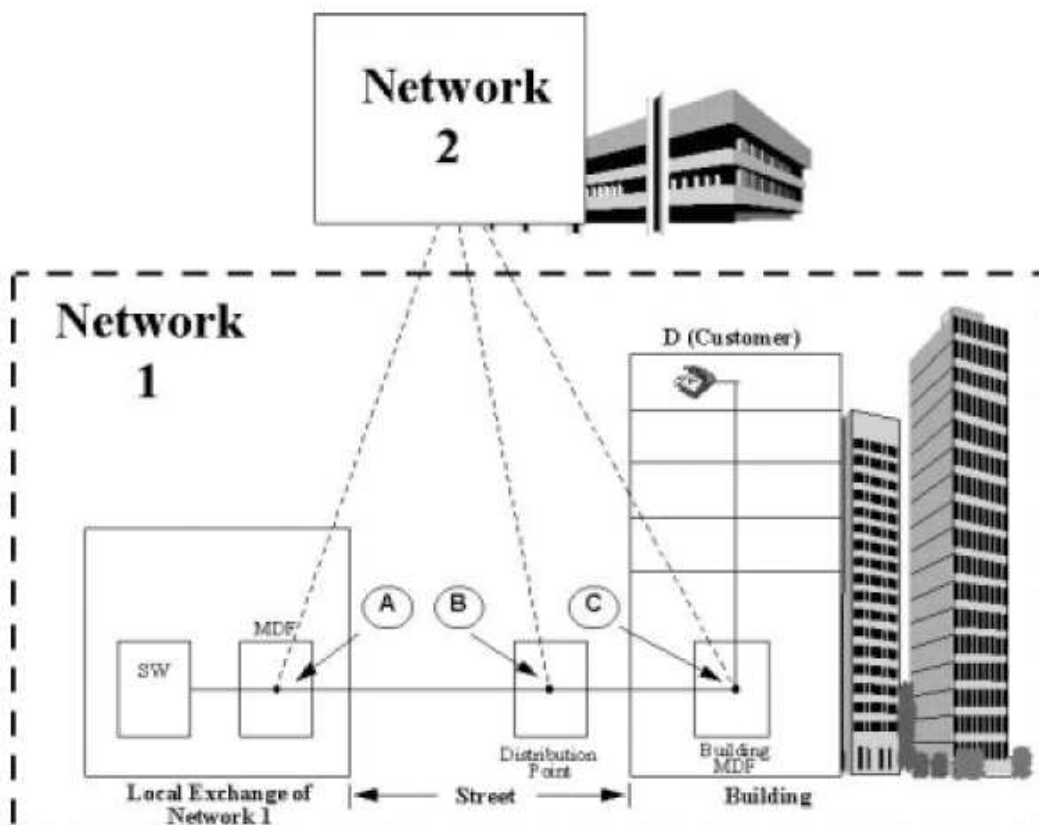 Network
2
Network
1
D (Customer)
A
B
C
MDF
SW
Distribution
Point
Building
MDF
Local Exchange of
Network 1
Street
Building